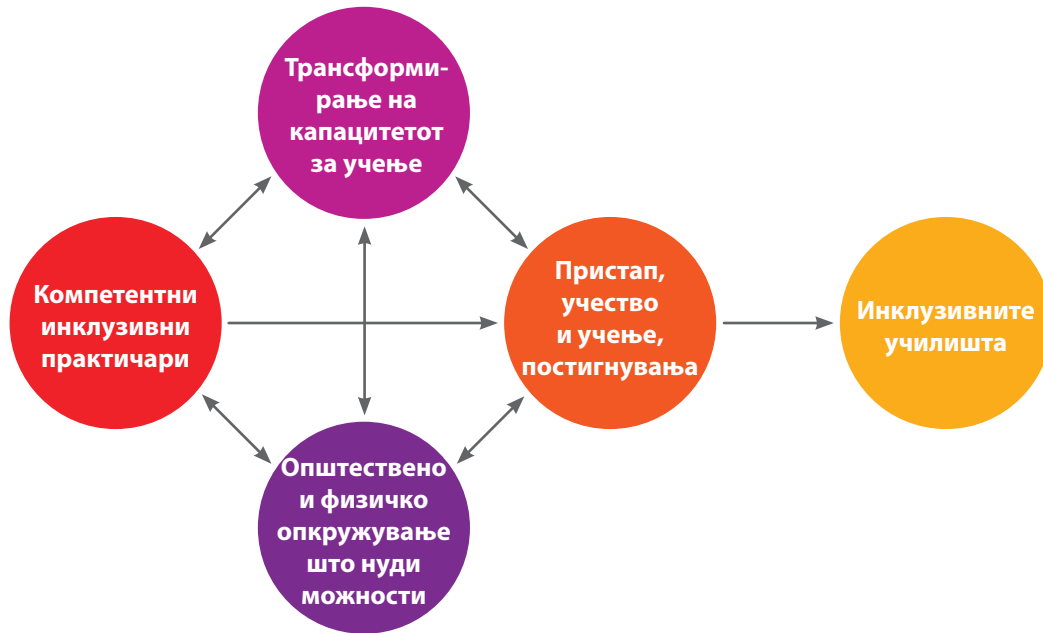 Трансформи-
рање на
капацитетот
за учење
Компетентни
инклузивни
практичари
Пристап,
учество
и учење,
постигнувања
Инклузивните
училишта
Општествено
и физичко
опкружување
што нуди
можности